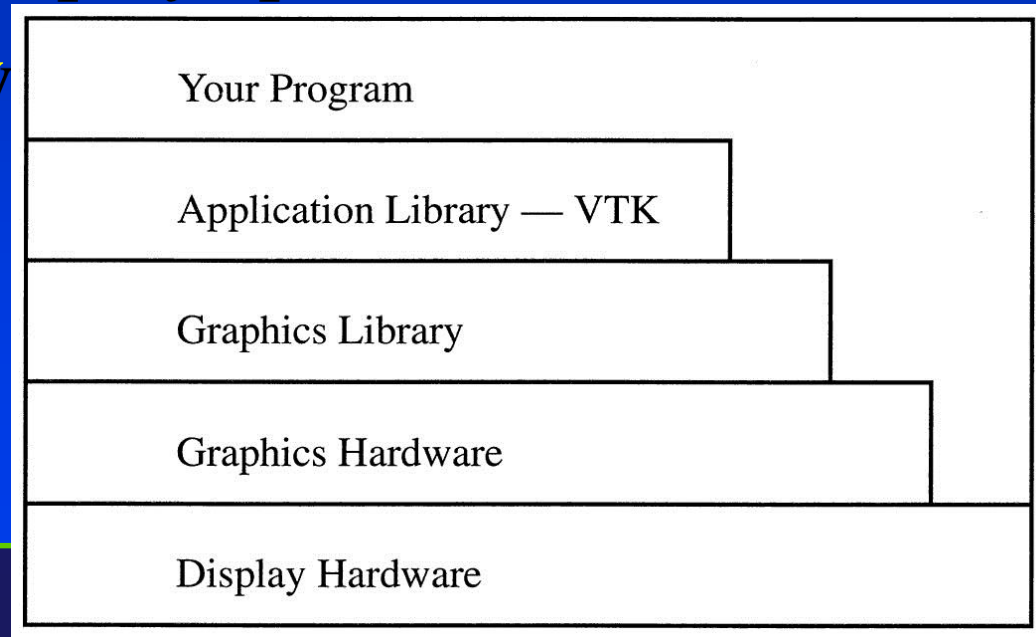 Your Program
Application Library — VTK
Graphics Library
Graphics Hardware
Display Hardware